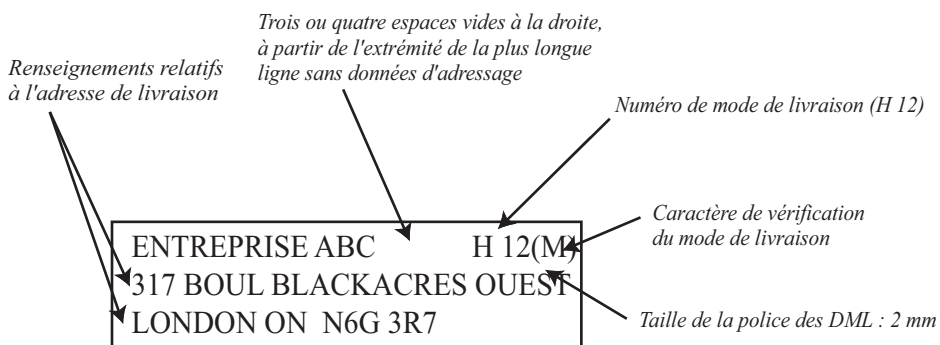 Trois ou quatre espaces vides à la droite,
à partir de l'extrémité de la plus longue
ligne sans données d'adressage
Renseignements relatifs
à l'adresse de livraison
Numéro de mode de livraison (H 12)
Caractère de vérification
du mode de livraison
ENTREPRISE ABC H 12(M)
317 BOUL BLACKACRES OUEST
LONDON ON N6G 3R7
Taille de la police des DML : 2 mm